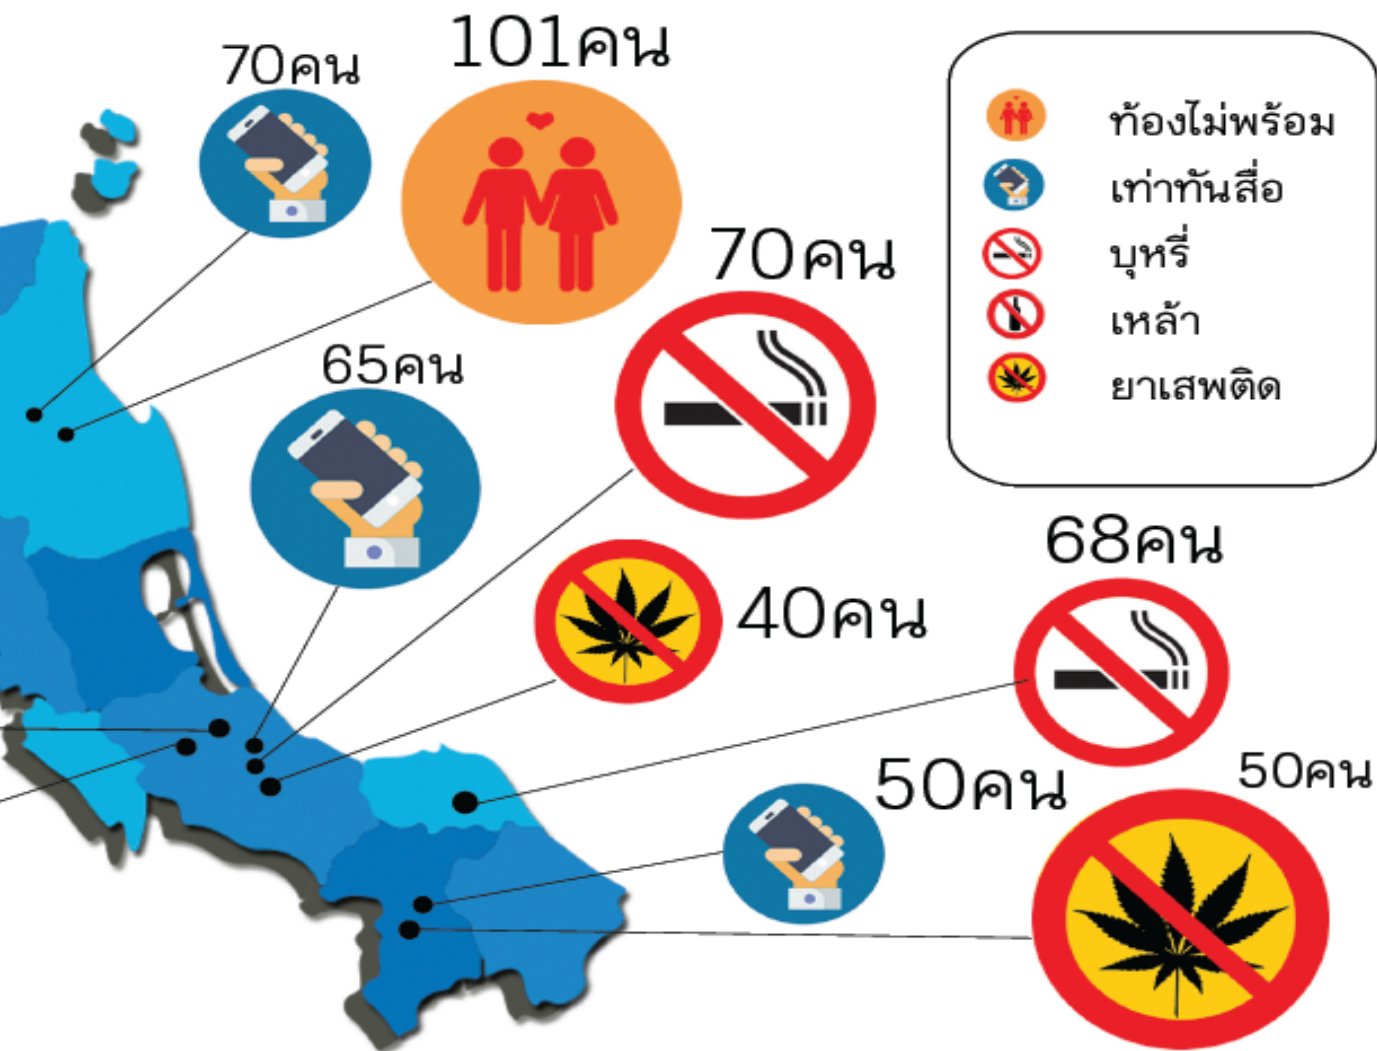 70คน
101คน
70คน
65คน
40คน
68คน
50คน
50คน
ท้องไม่พร้อม
เท่าทันสื่อ
บุหรี่
เหล้า
ยาเสพติด